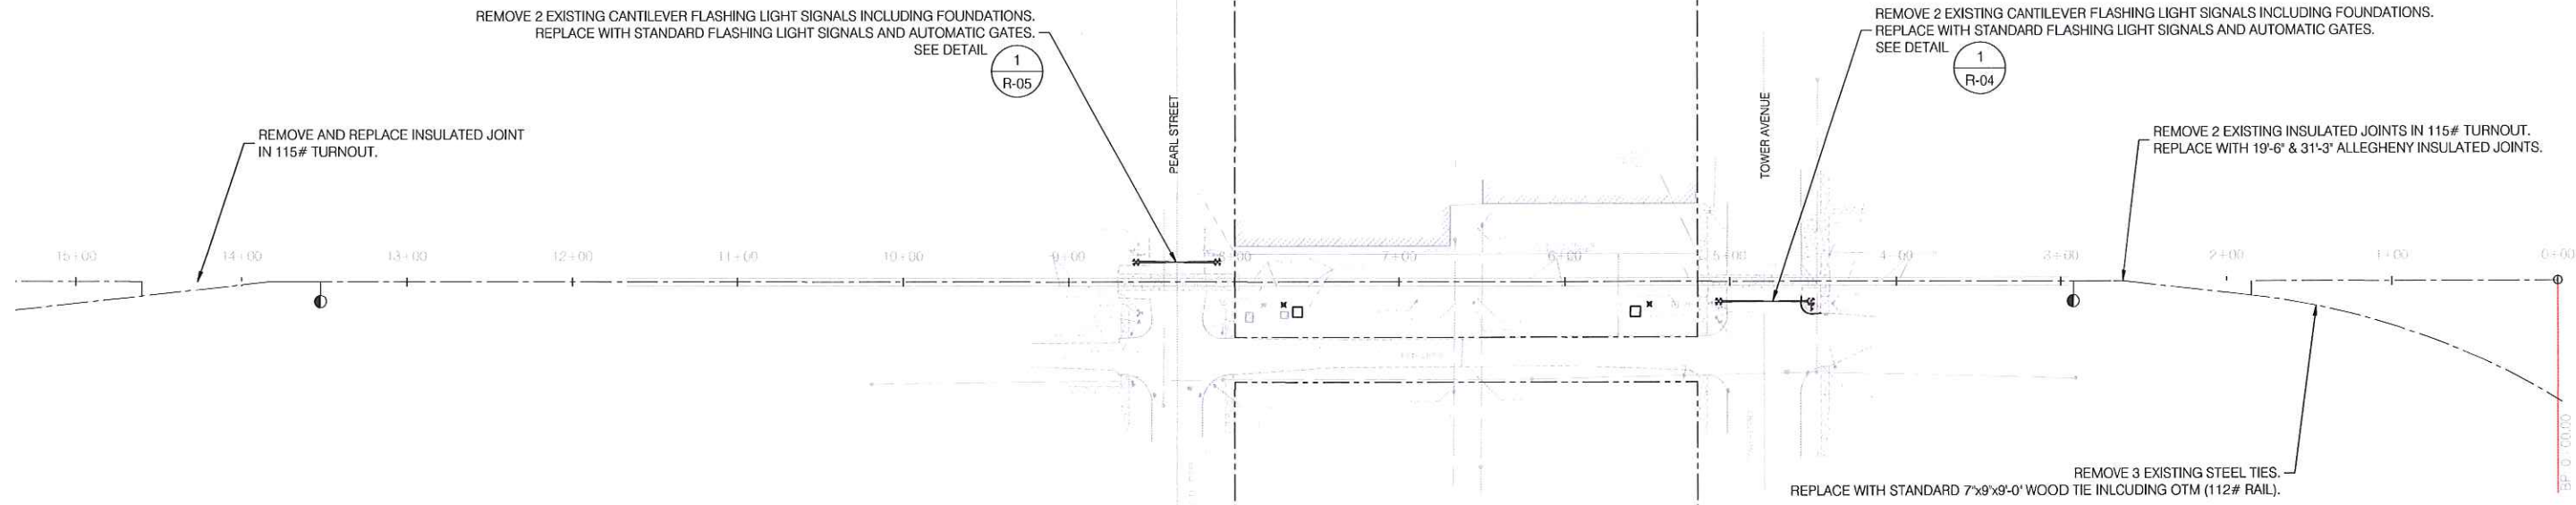 REMOVE 2 EXISTING CANTILEVER FLASHING LIGHT SIGNALS INCLUDING FOUNDATIONS.
REPLACE WITH STANDARD FLASHING LIGHT SIGNALS AND AUTOMATIC GATES.
SEE DETAIL
1
R-05
REMOVE 2 EXISTING CANTILEVER FLASHING LIGHT SIGNALS INCLUDING FOUNDATIONS.
REPLACE WITH STANDARD FLASHING LIGHT SIGNALS AND AUTOMATIC GATES.
SEE DETAIL
1
R-04
REMOVE AND REPLACE INSULATED JOINT
IN 115# TURNOUT.
PEARL STREET
TOWER AVENUE
REMOVE 2 EXISTING INSULATED JOINTS IN 115# TURNOUT.
REPLACE WITH 19'-6" & 31'-3" ALLEGHENY INSULATED JOINTS.
15+00
14+00
13+00
12+00
11+00
10+00
9+00
8+00
7+00
6+00
5+00
4+00
3+00
2+00
1+00
0+00
REMOVE 3 EXISTING STEEL TIES.
REPLACE WITH STANDARD 7"x9"x9'-0" WOOD TIE INLCUDING OTM (112# RAIL).